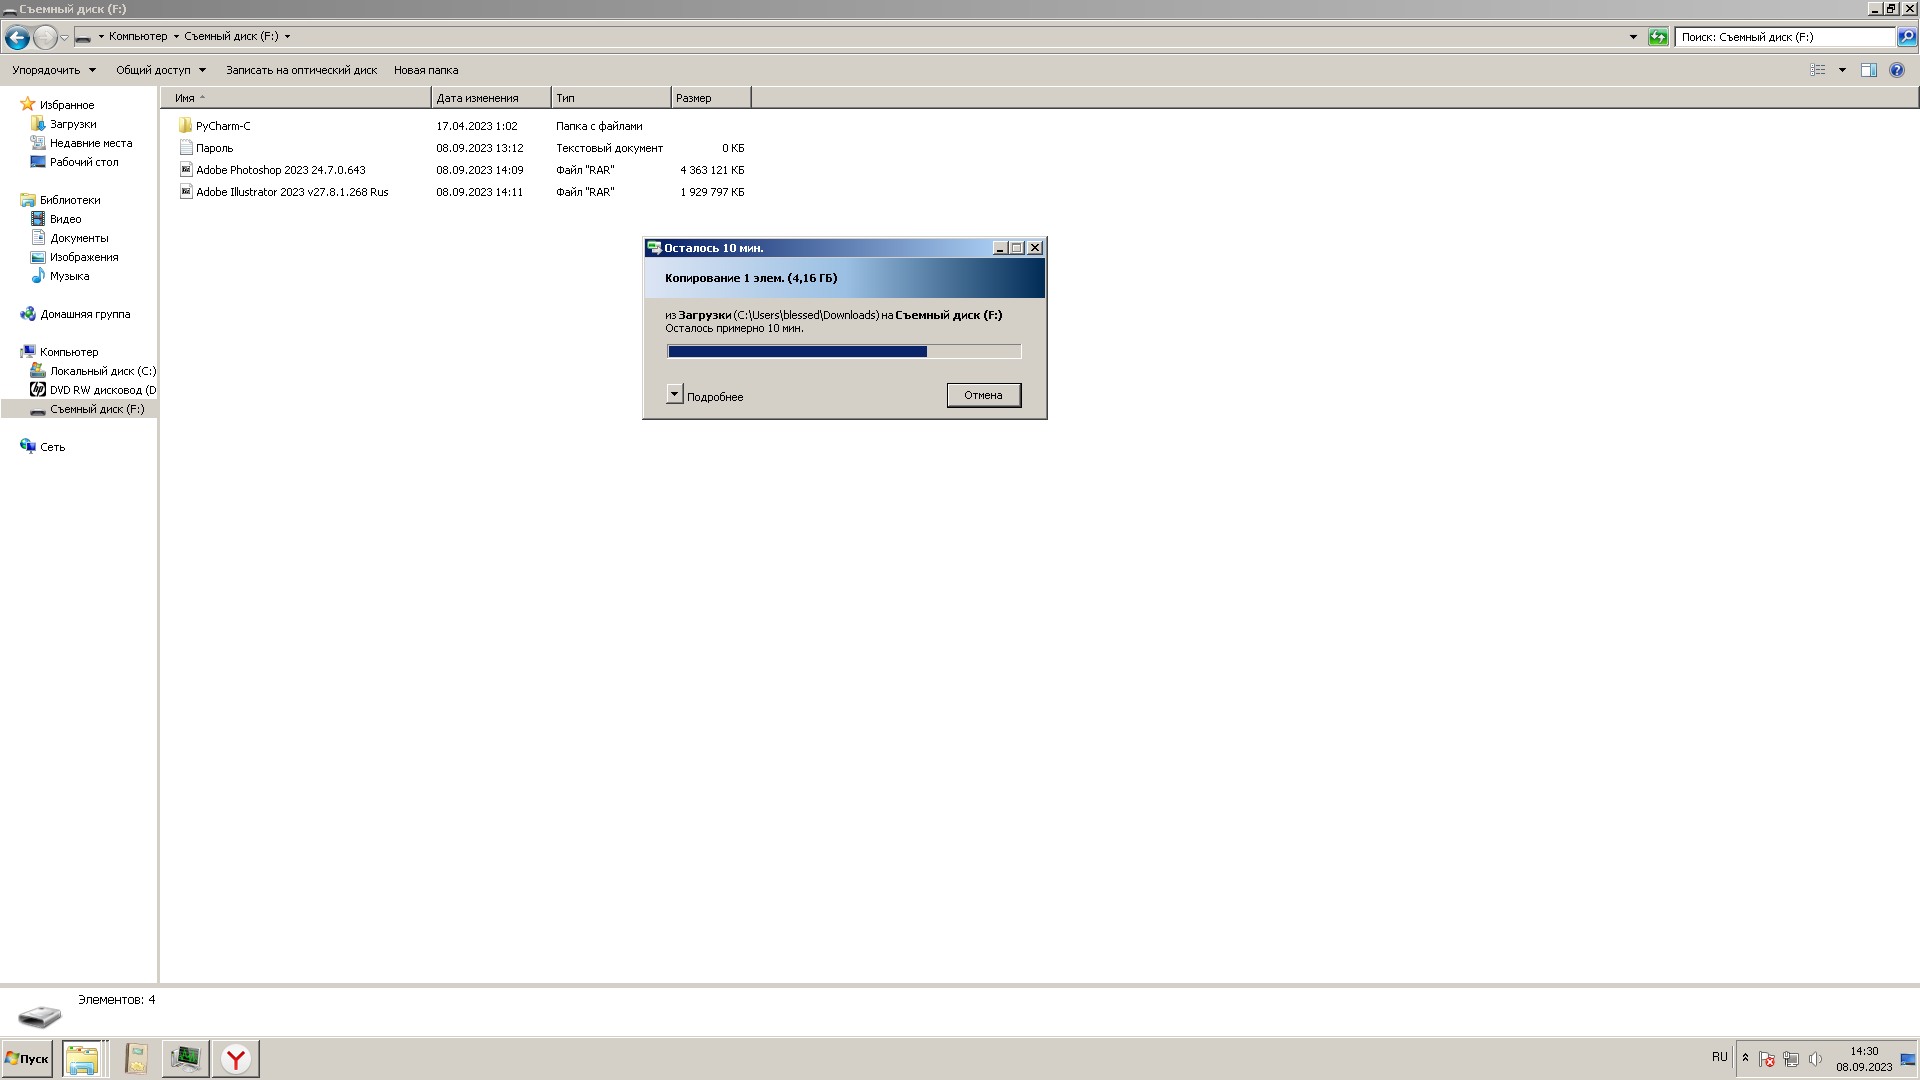 Съемный диск (F:)
Компьютер Съемный диск (F:)
Поиск: Съемный диск (F:)
Упорядочить Общий доступ Записать на оптический диск Новая папка
Имя Дата изменения Тип Размер
PyCharm-C 17.04.2023 1:02 Папка с файлами
Пароль 08.09.2023 13:12 Текстовый документ 0 КБ
Adobe Photoshop 2023 24.7.0.643 08.09.2023 14:09 Файл "RAR" 4 363 121 КБ
Adobe Illustrator 2023 v27.8.1.268 Rus 08.09.2023 14:11 Файл "RAR" 1 929 797 КБ
Избранное
Загрузки
Недавние места
Рабочий стол
Библиотеки
Видео
Документы
Изображения
Музыка
Домашняя группа
Компьютер
Локальный диск (C:)
DVD RW дисковод (D
Съемный диск (F:)
Сеть
Осталось 10 мин.
Копирование 1 элем. (4,16 ГБ)
из Загрузки (C:\Users\blessed\Downloads) на Съемный диск (F:)
Осталось примерно 10 мин.
Подробнее
Отмена
Элементов: 4
Пуск
RU
14:30
08.09.2023